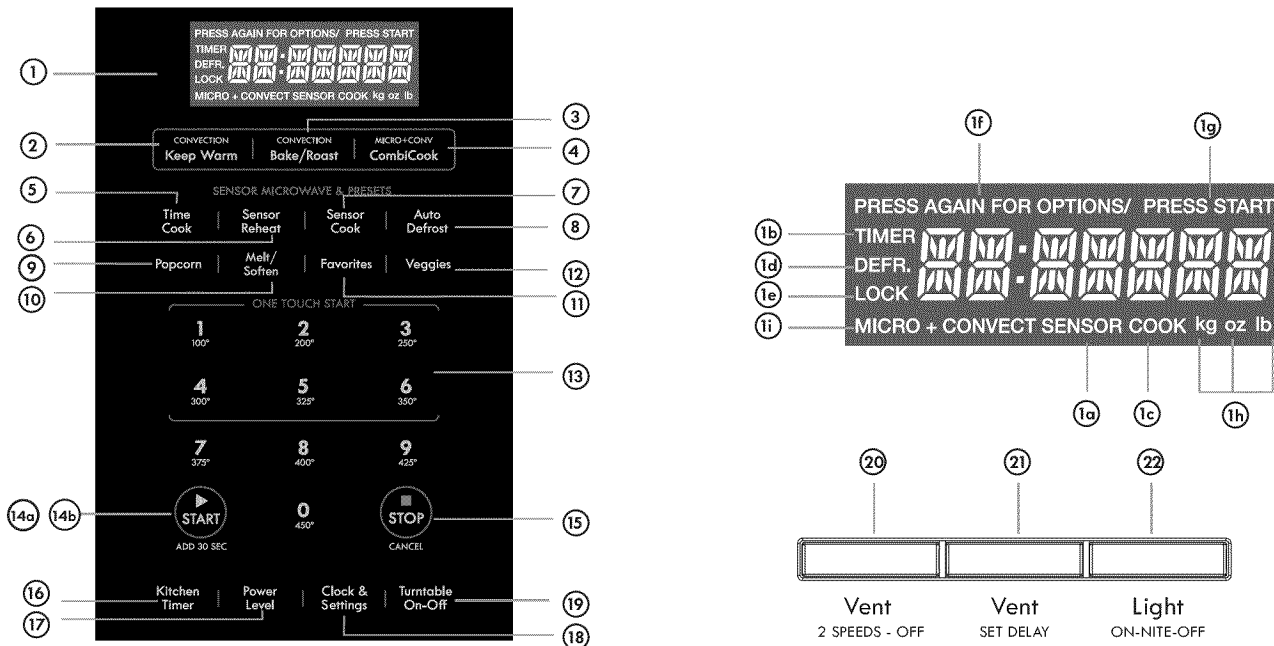 PRESS AGAIN FOR OPTIONS/ PRESS START
TIMER
DEFR.
LOCK
MICRO + CONVECT SENSOR COOK kg oz lb
1
2
3
4
CONVECTION
Keep Warm
CONVECTION
Bake/Roast
MICRO+CONV
CombiCook
5
7
SENSOR MICROWAVE & PRESETS
Time
Cook
Sensor
Reheat
Sensor
Cook
Auto
Defrost
6
8
9
Popcorn
Melt/
Soften
Favorites
Veggies
12
10
11
ONE TOUCH START
1
100°
2
200°
3
250°
13
4
300°
5
325°
6
350°
7
375°
8
400°
9
425°
14a
14b
START
ADD 30 SEC
0
450°
STOP
CANCEL
15
16
Kitchen
Timer
Power
Level
Clock &
Settings
Turntable
On-Off
19
17
18
1f
1g
PRESS AGAIN FOR OPTIONS/ PRESS START
1b
TIMER
1d
DEFR.
1e
LOCK
1i
MICRO + CONVECT SENSOR COOK kg oz lb
1a
1c
1h
20
21
22
Vent
2 SPEEDS - OFF
Vent
SET DELAY
Light
ON-NITE-OFF